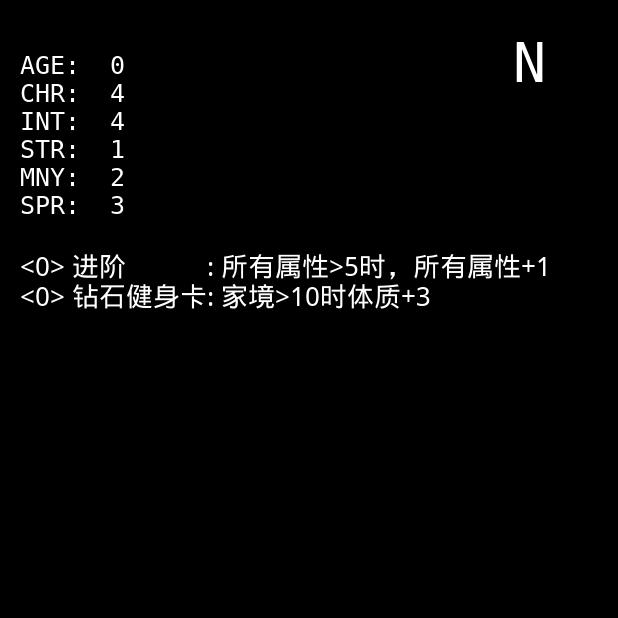 N
AGE: 0
CHR: 4
INT: 4
STR: 1
MNY: 2
SPR: 3
<0> 进阶 : 所有属性>5时，所有属性+1
<0> 钻石健身卡: 家境>10时体质+3